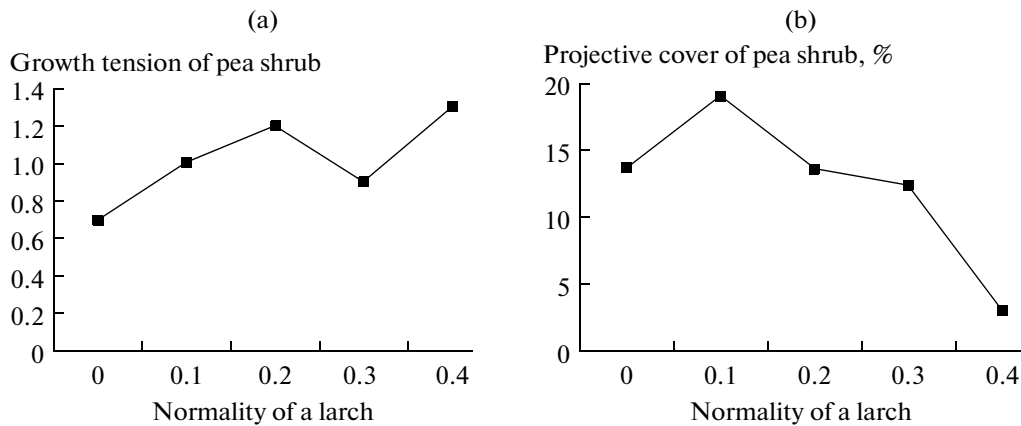 (a)
Growth tension of pea shrub
1.4
1.2
1.0
0.8
0.6
0.4
0.2
0
0 0.1 0.2 0.3 0.4
Normality of a larch
(b)
Projective cover of pea shrub, %
20
15
10
5
0
0 0.1 0.2 0.3 0.4
Normality of a larch